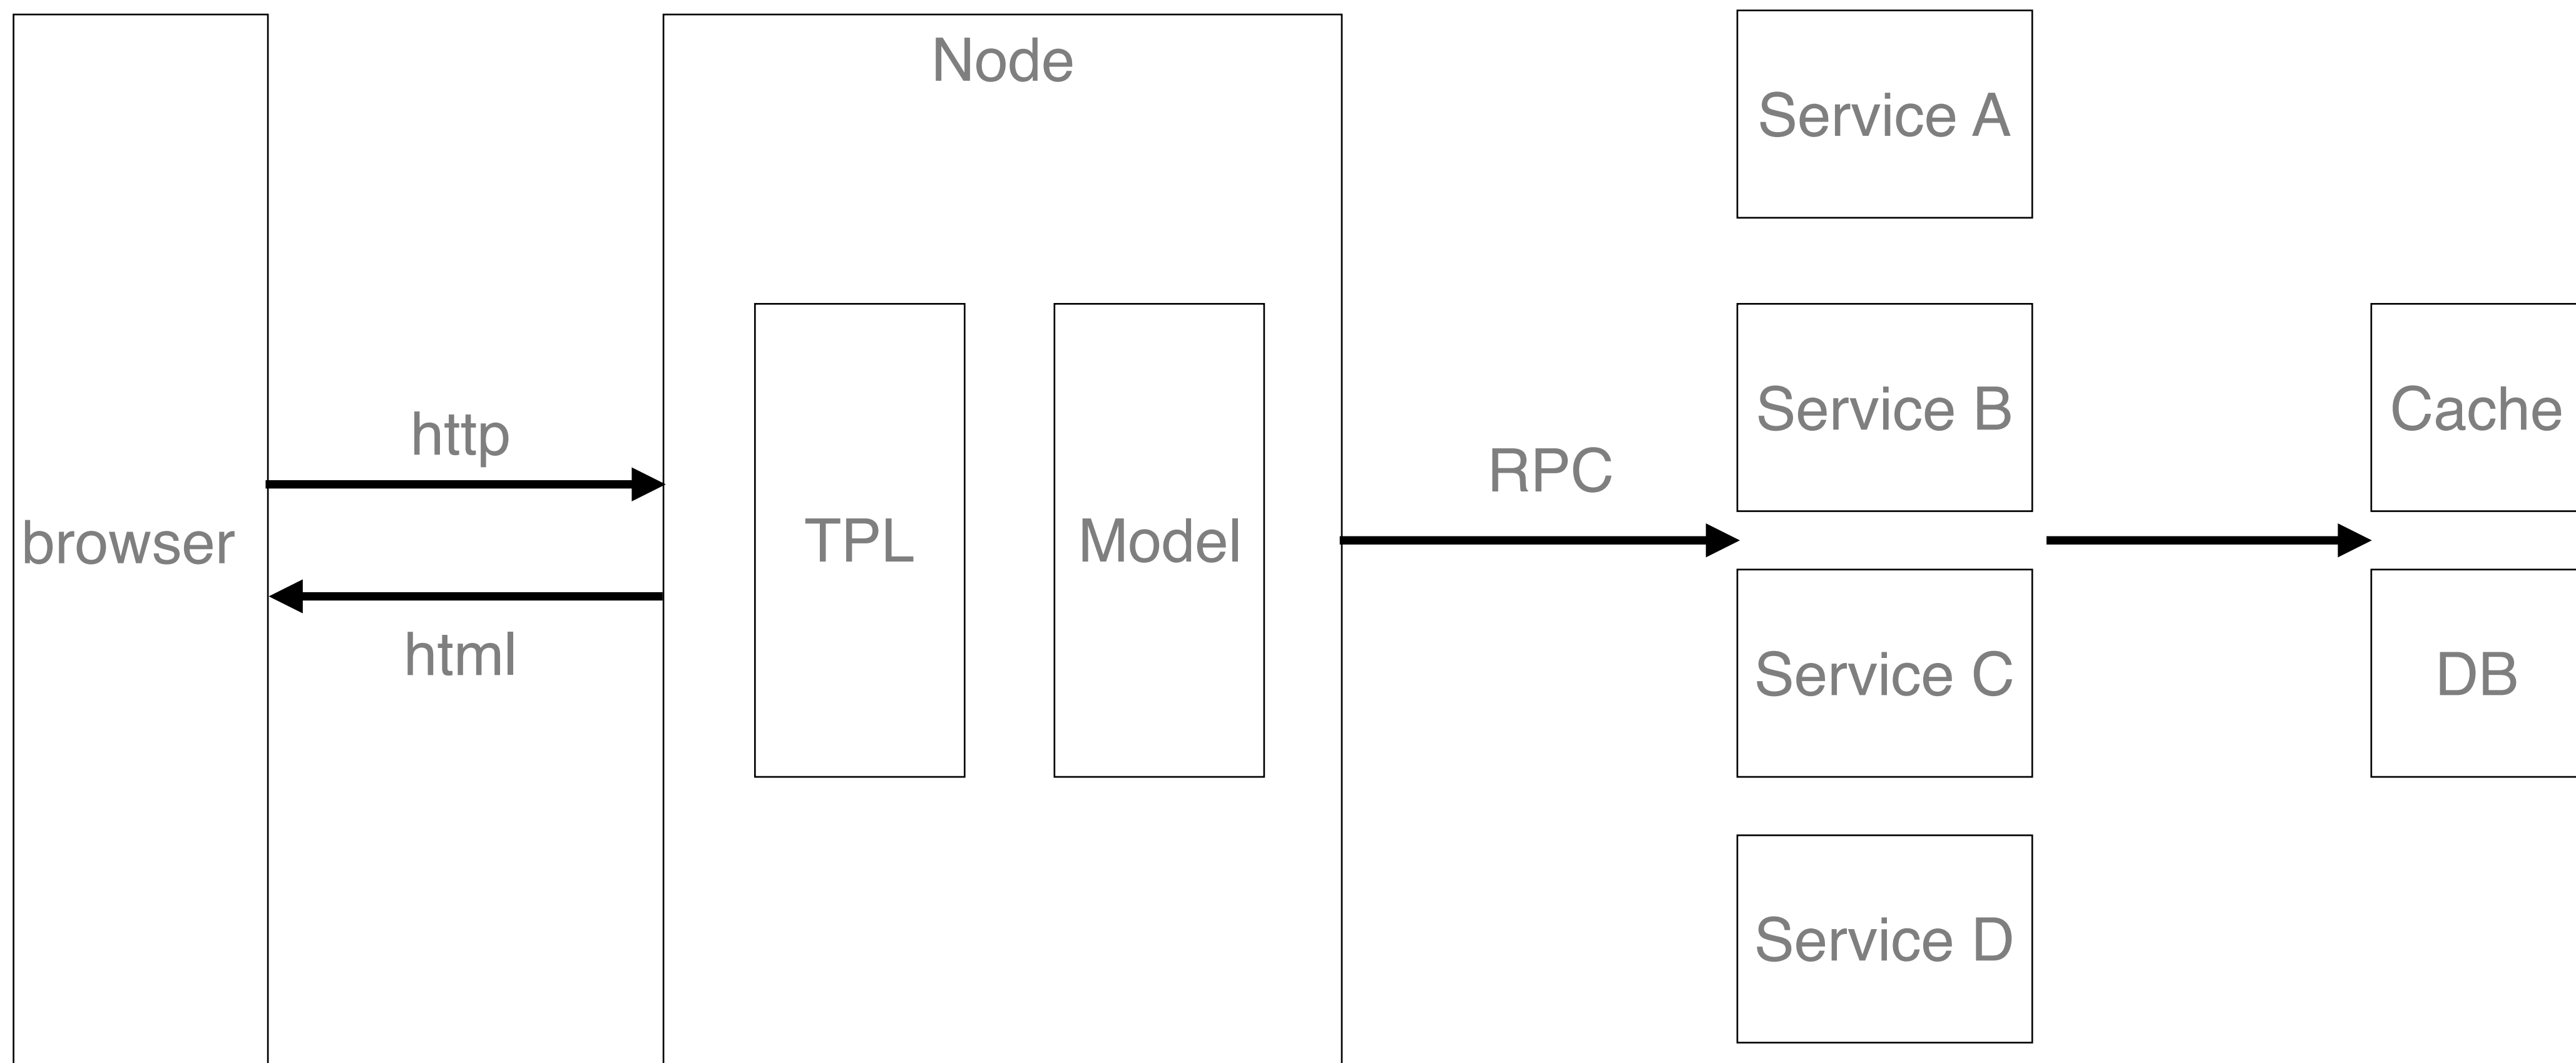 Node
Service A
Service B
Cache
http
RPC
browser
TPL
Model
html
Service C
DB
Service D